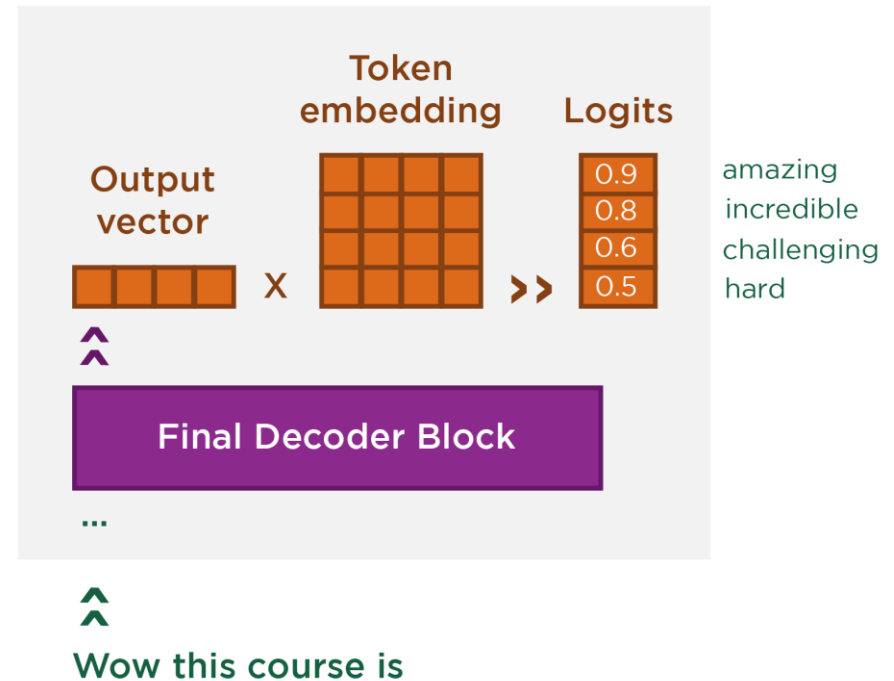 Token
embedding
Logits
Output
vector
x
>>
0.9
0.8
0.6
0.5
amazing
incredible
challenging
hard
Final Decoder Block
...
Wow this course is